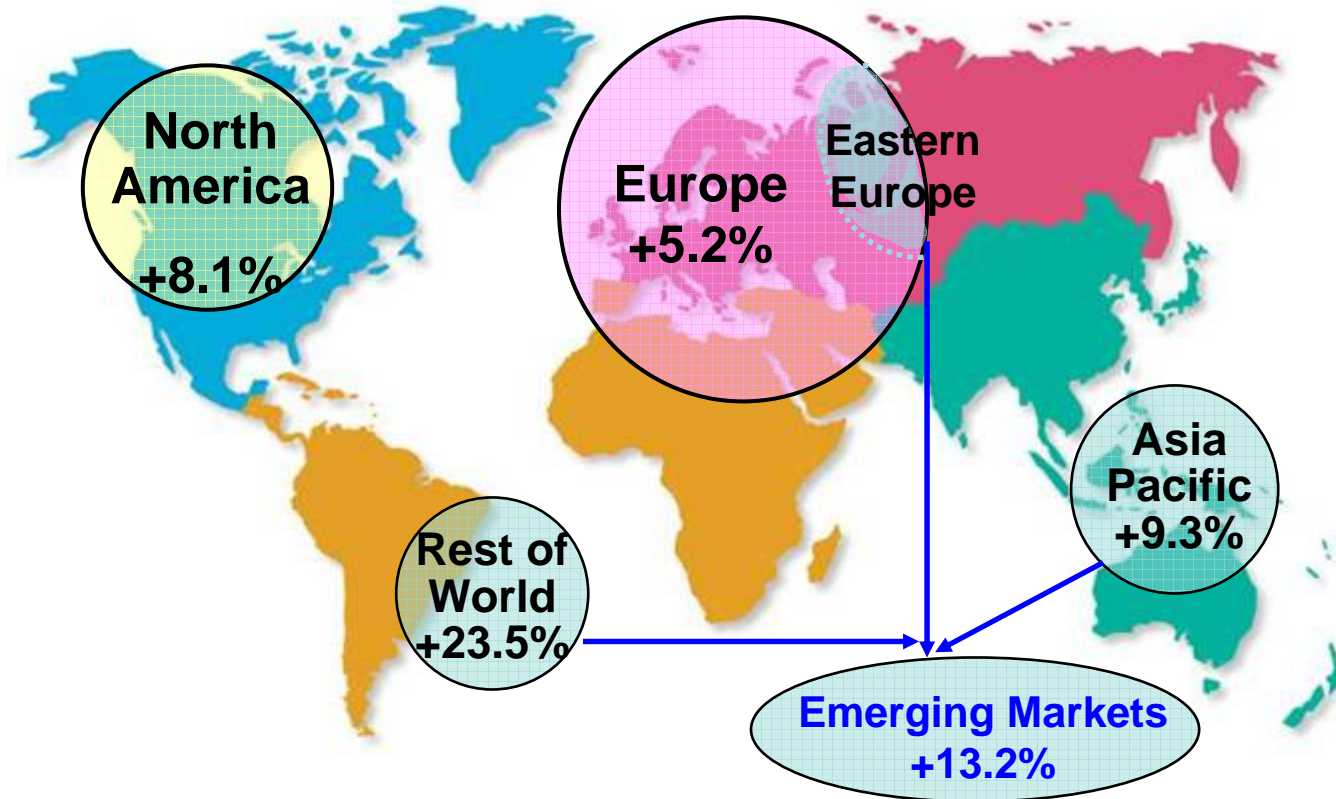 North
America
+8.1%
Europe
+5.2%
Eastern
Europe
Asia
Pacific
+9.3%
Rest of
World
+23.5%
Emerging Markets
+13.2%